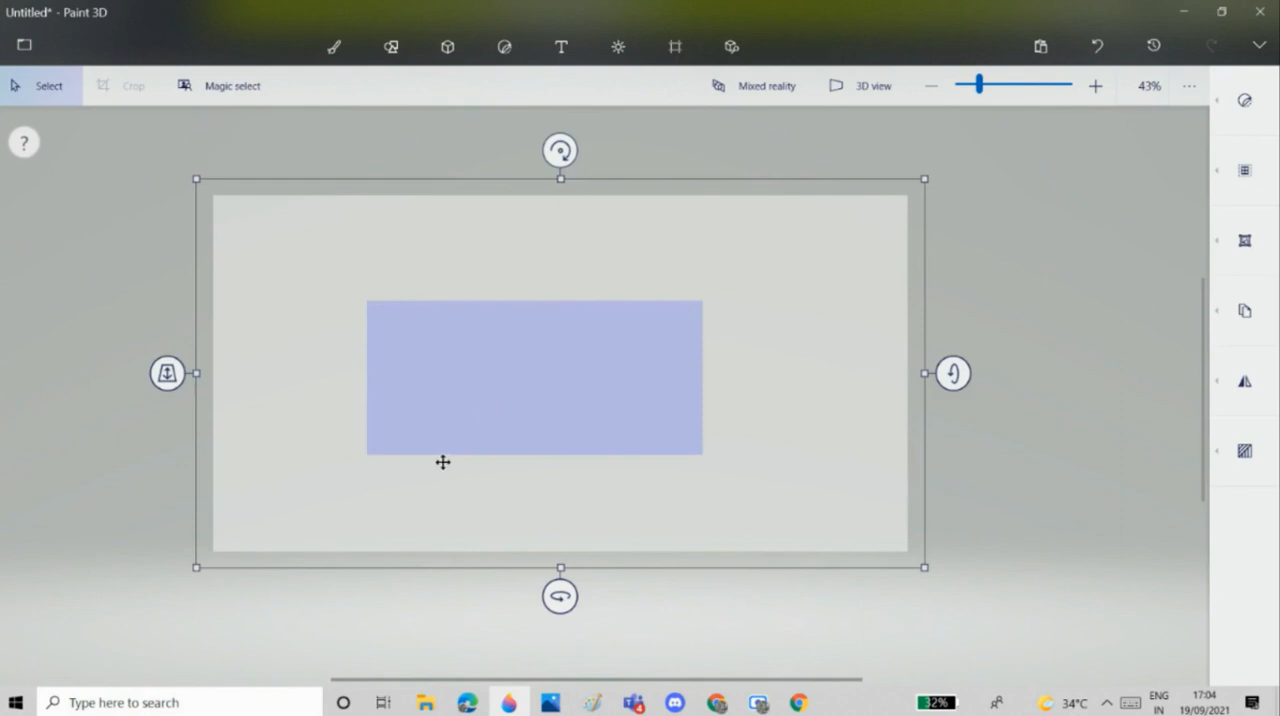 Untitled* - Paint 3D
Select
Crop
Magic select
Mixed reality
3D view
43%
?
Type here to search
4
32%
34°C
ENG
IN
17:04
19/09/2021